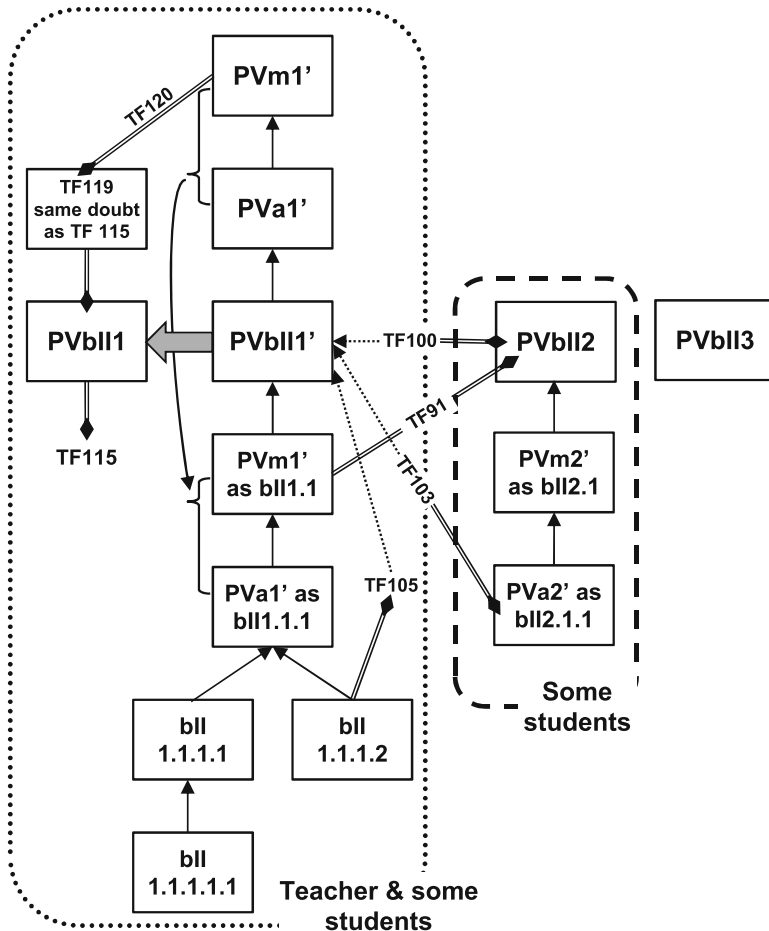 PVm1’
TF120
TF119
same doubt
as TF 115
PVa1’
PVbII1
PVbII1’
TF100
PVbII2
PVbII3
TF91
TF115
PVm1’
as bII1.1
TF103
PVm2’
as bII2.1
PVa1’ as
bII1.1.1
TF105
PVa2’ as
bII2.1.1
bII
1.1.1.1
bII
1.1.1.2
Some
students
bII
1.1.1.1.1
Teacher & some
students